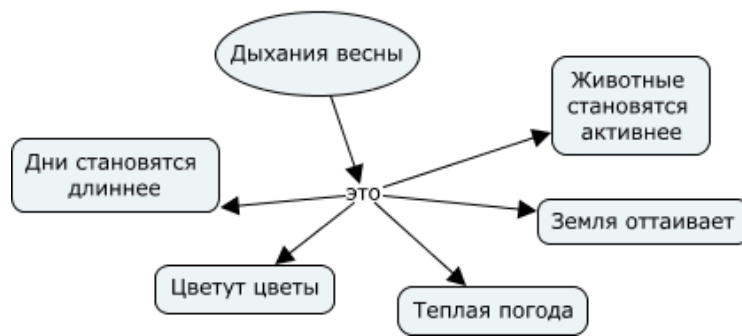 Дыхания весны
Животные
становятся
активнее
Дни становятся
длиннее
это
Земля оттаивает
Цветут цветы
Теплая погода